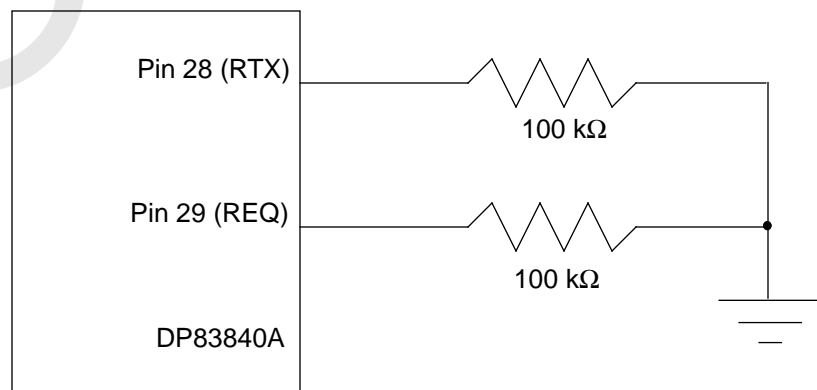 Pin 28 (RTX)
100 kΩ
Pin 29 (REQ)
100 kΩ
DP83840A